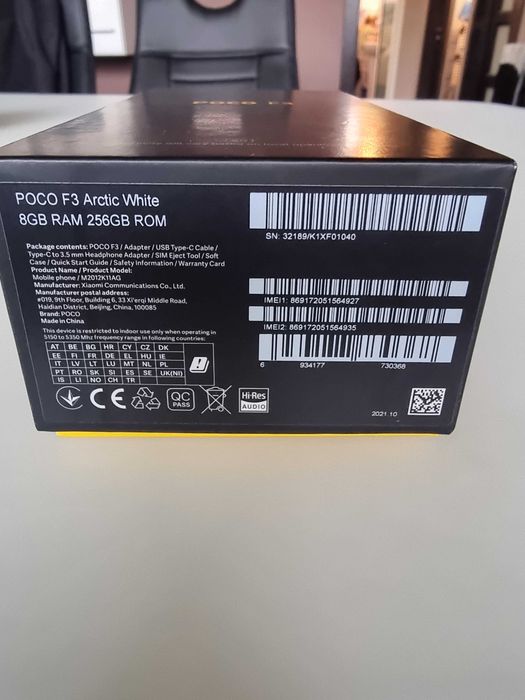 POCO F3
POCO F3 Arctic White
8GB RAM 256GB ROM
SN: 32189/K1XF01040
Package contents: POCO F3 / Adapter / USB Type-C Cable /
Type-C to 3.5 mm Headphone Adapter / SIM Eject Tool / Soft
Case / Quick Start Guide / Safety Information / Warranty Card
Product Name / Product Model:
Mobile phone / M2012K11AG
Manufacturer: Xiaomi Communications Co., Ltd.
Manufacturer postal address:
#019, 9th Floor, Building 6, 33 Xi'erqi Middle Road,
Haidian District, Beijing, China, 100085
Brand: POCO
Made in China
IMEI1: 869172051564927
IMEI2: 869172051564935
This device is restricted to indoor use only when operating in
5150 to 5350 Mhz frequency range in following countries:
AT BE BG HR CY CZ DK
EE FI FR DE EL HU IE
IT LV LT LU MT NL PL
PT RO SK SI ES SE UK(NI)
IS LI NO CH TR
6 934177 730368
CE
QC
PASS
Hi-Res
AUDIO
2021.10